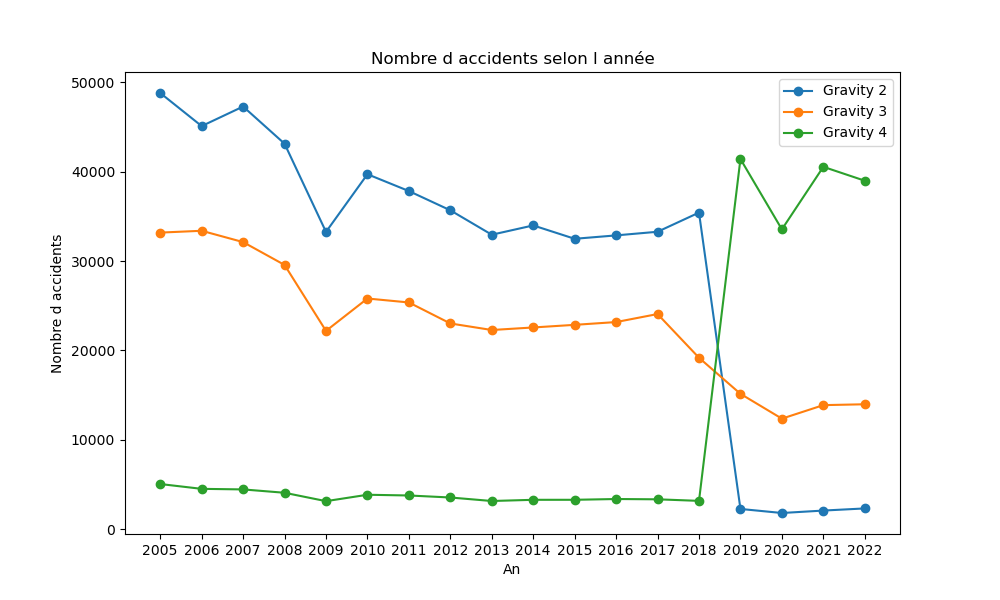 Nombre d accidents selon l année
50000
40000
30000
20000
10000
0
Nombre d accidents
Gravity 2
Gravity 3
Gravity 4
2005 2006 2007 2008 2009 2010 2011 2012 2013 2014 2015 2016 2017 2018 2019 2020 2021 2022
An